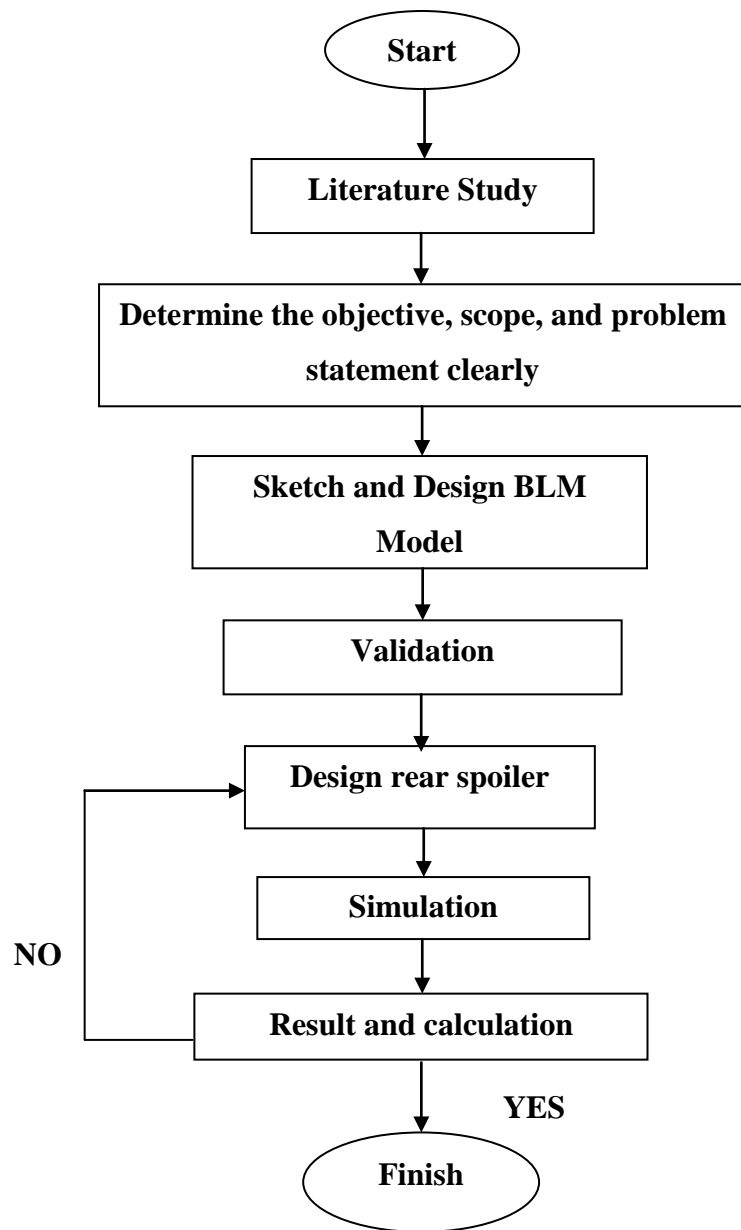 Start
Literature Study
Determine the objective, scope, and problem
statement clearly
Sketch and Design BLM
Model
Validation
Design rear spoiler
Simulation
NO
Result and calculation
YES
Finish